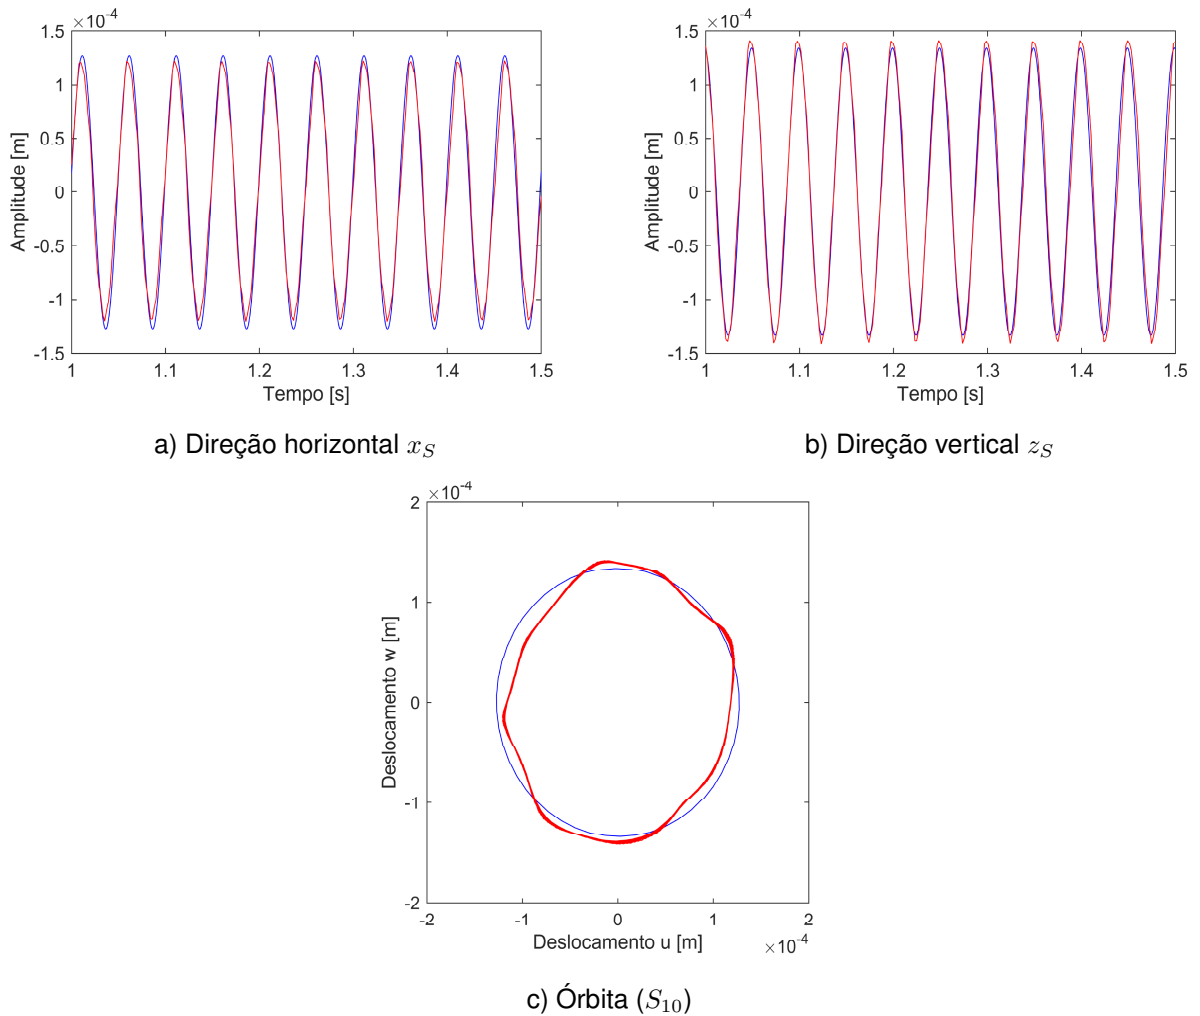 ×10⁻⁴
1.5
1
0.5
0
-0.5
-1
-1.5
Amplitude [m]
1 1.1 1.2 1.3 1.4 1.5
Tempo [s]
a) Direção horizontal x_S
×10⁻⁴
1.5
1
0.5
0
-0.5
-1
-1.5
Amplitude [m]
1 1.1 1.2 1.3 1.4 1.5
Tempo [s]
b) Direção vertical z_S
×10⁻⁴
2
1
0
-1
-2
Deslocamento w [m]
-2 -1 0 1 2
Deslocamento u [m] ×10⁻⁴
c) Órbita (S₁₀)